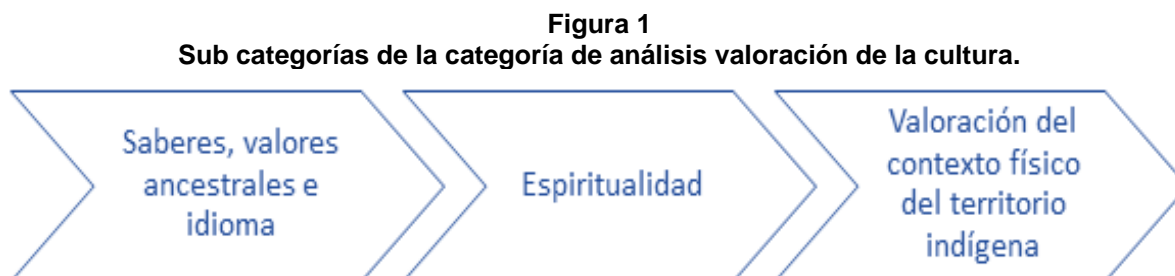 Figura 1
Sub categorías de la categoría de análisis valoración de la cultura.
Saberes, valores
ancestrales e
idioma
Espiritualidad
Valoración del
contexto físico
del territorio
indígena